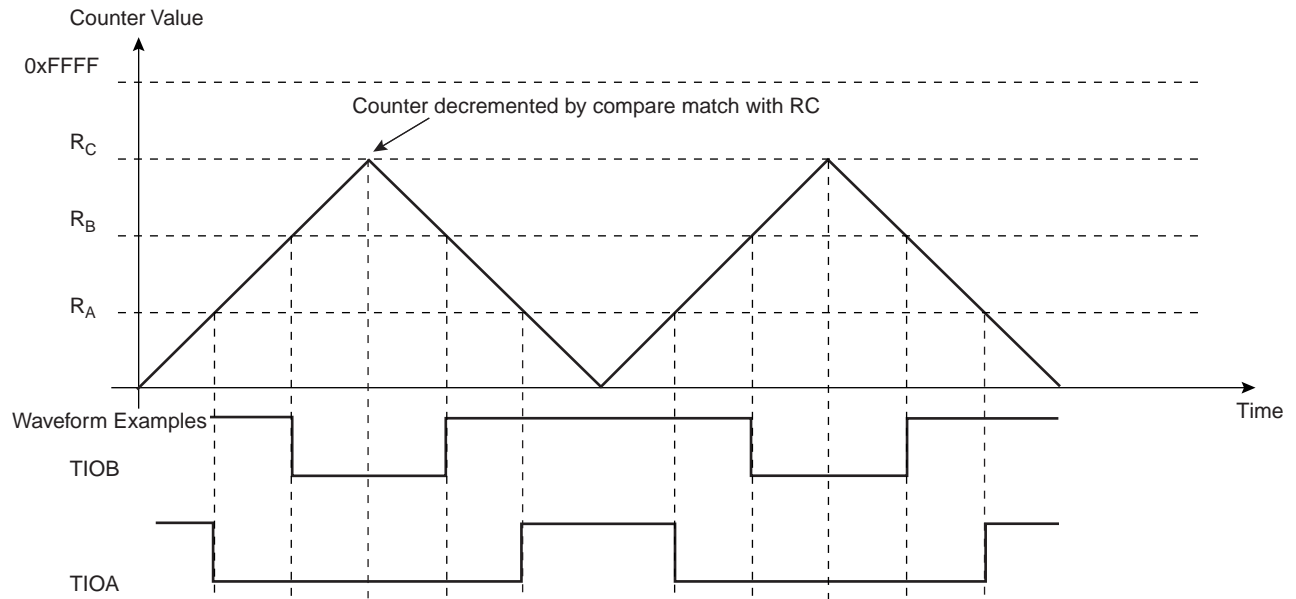 Counter Value
0xFFFF
Counter decremented by compare match with RC
RC
RB
RA
Time
Waveform Examples
TIOB
TIOA